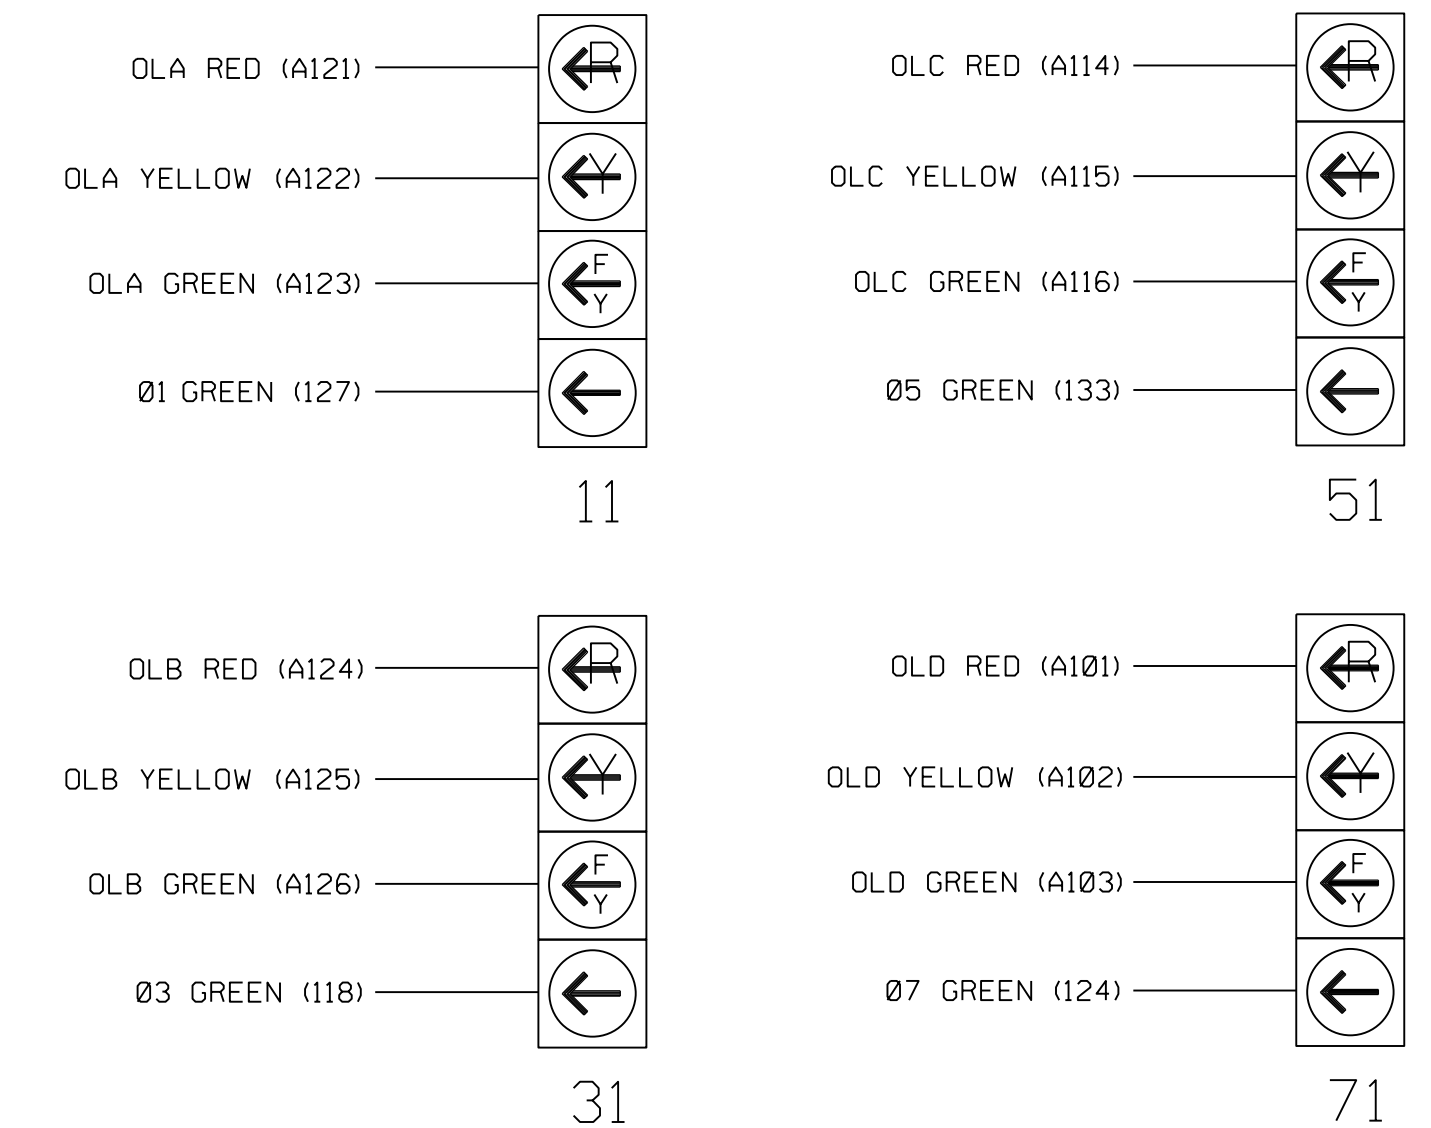 OLA RED (A121)
R
OLA YELLOW (A122)
Y
OLA GREEN (A123)
F
Y
Ø1 GREEN (127)
11
OLC RED (A114)
R
OLC YELLOW (A115)
Y
OLC GREEN (A116)
F
Y
Ø5 GREEN (133)
51
OLB RED (A124)
R
OLB YELLOW (A125)
Y
OLB GREEN (A126)
F
Y
Ø3 GREEN (118)
31
OLD RED (A1Ø1)
R
OLD YELLOW (A1Ø2)
Y
OLD GREEN (A1Ø3)
F
Y
Ø7 GREEN (124)
71